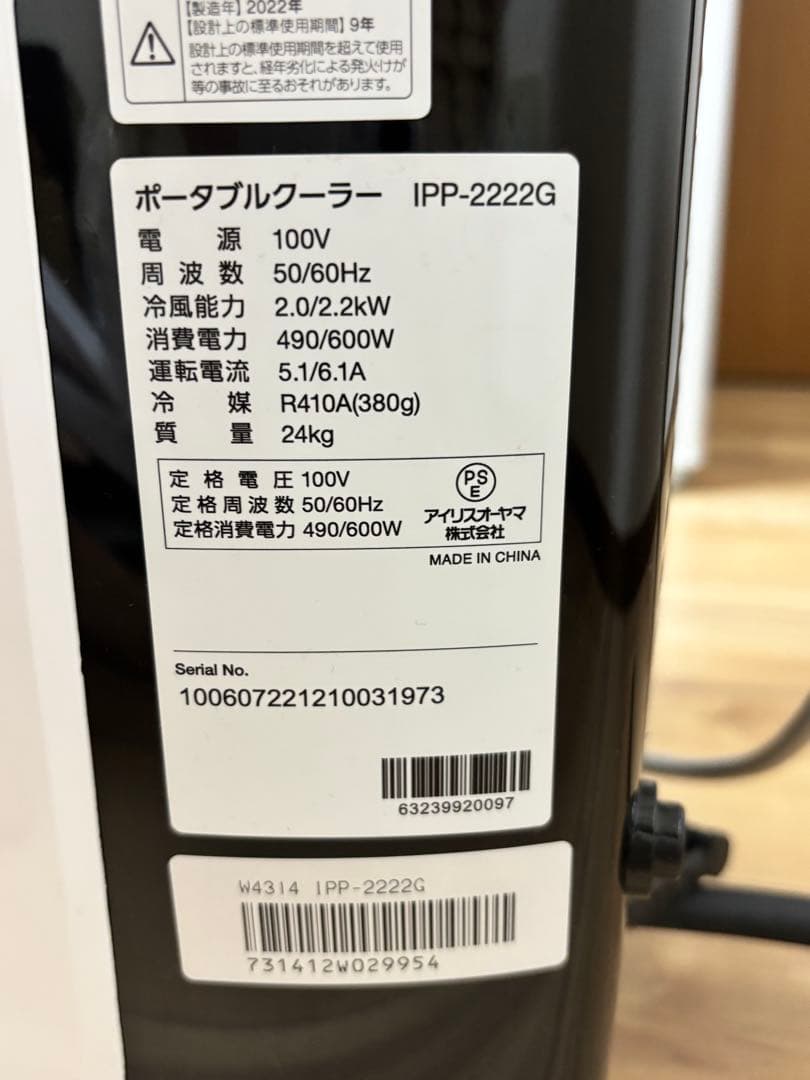 【製造年】2022年
【設計上の標準使用期間】9年
設計上の標準使用期間を超えて使用
されますと、経年劣化による発火けが
等の事故に至るおそれがあります。
ポータブルクーラー IPP-2222G
電源 100V
周波数 50/60Hz
冷風能力 2.0/2.2kW
消費電力 490/600W
運転電流 5.1/6.1A
冷媒 R410A(380g)
質量 24kg
定格電圧 100V
定格周波数 50/60Hz
定格消費電力 490/600W
PS
E
アイリスオーヤマ
株式会社
MADE IN CHINA
Serial No.
100607221210031973
63239920097
W4314 IPP-2222G
731412W029954